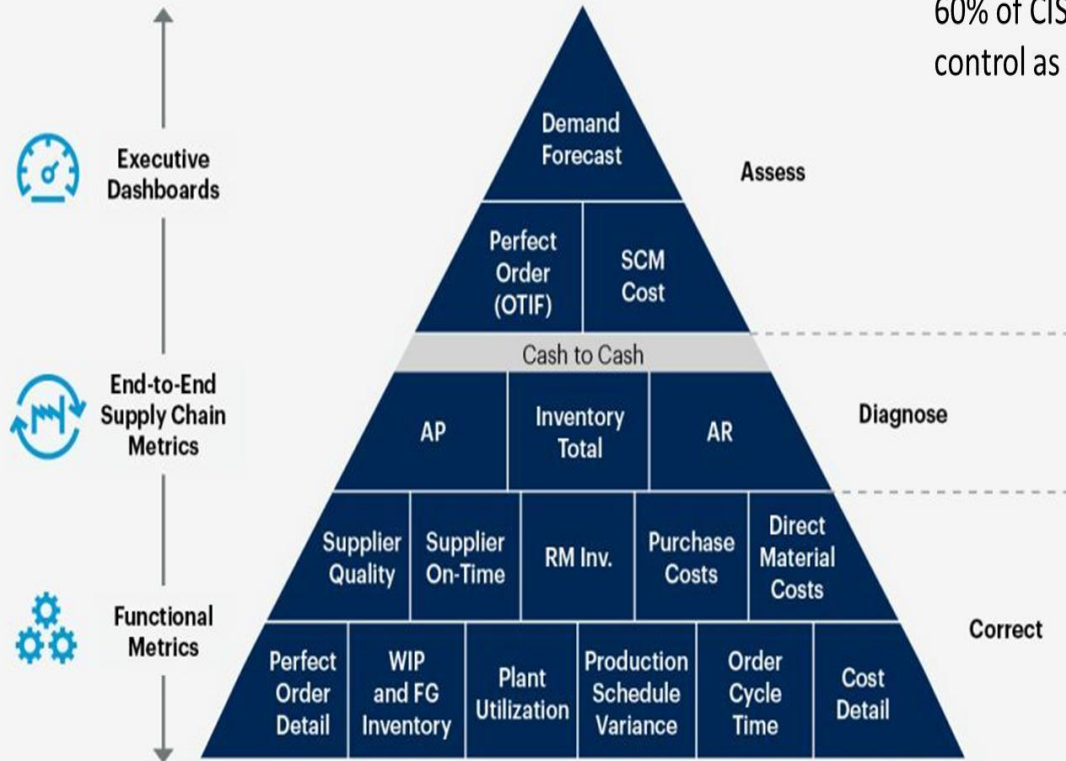 60% of CIS
control as
Executive
Dashboards
Demand
Forecast
Assess
Perfect
Order
(OTIF)
SCM
Cost
Cash to Cash
End-to-End
Supply Chain
Metrics
AP
Inventory
Total
AR
Diagnose
Supplier
Quality
Supplier
On-Time
RM Inv.
Purchase
Costs
Direct
Material
Costs
Functional
Metrics
Perfect
Order
Detail
WIP
and FG
Inventory
Plant
Utilization
Production
Schedule
Variance
Order
Cycle
Time
Cost
Detail
Correct